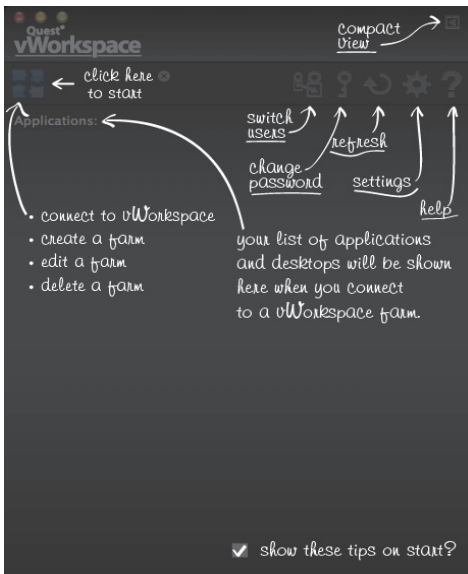 Quest®
vWorkspace
compact
view
click here
to start
Applications:
switch
users
refresh
change
password
settings
help
• connect to vWorkspace
• create a farm
• edit a farm
• delete a farm
your list of applications
and desktops will be shown
here when you connect
to a vWorkspace farm.
show these tips on start?